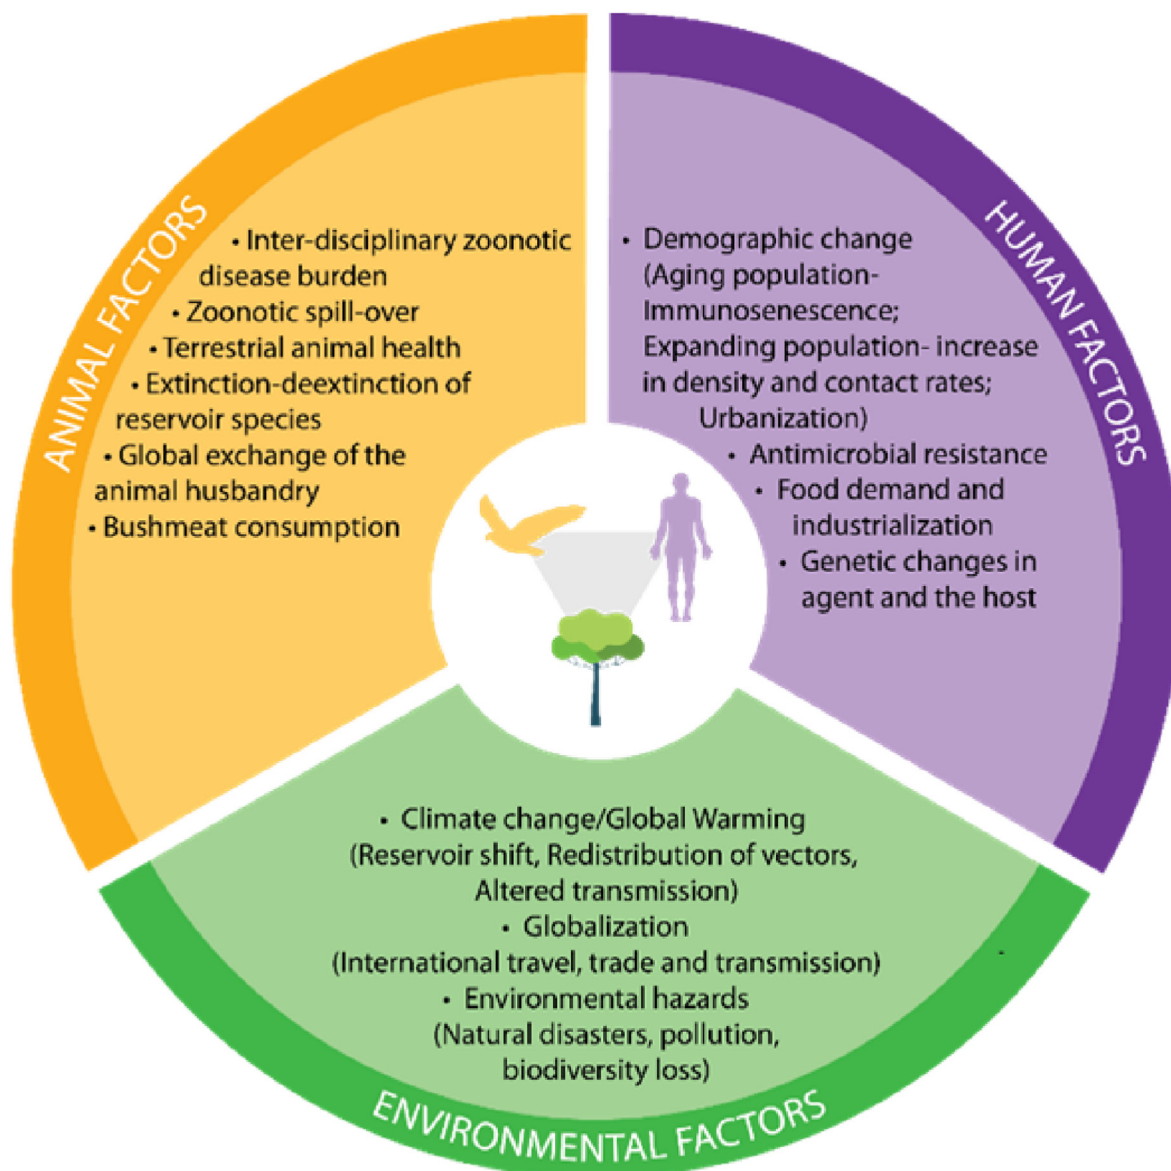 ANIMAL FACTORS
• Inter-disciplinary zoonotic
disease burden
• Zoonotic spill-over
• Terrestrial animal health
• Extinction-deextinction of
reservoir species
• Global exchange of the
animal husbandry
• Bushmeat consumption
HUMAN FACTORS
• Demographic change
(Aging population-
Immunosenescence;
Expanding population- increase
in density and contact rates;
Urbanization)
• Antimicrobial resistance
• Food demand and
industrialization
• Genetic changes in
agent and the host
• Climate change/Global Warming
(Reservoir shift, Redistribution of vectors,
Altered transmission)
• Globalization
(International travel, trade and transmission)
• Environmental hazards
(Natural disasters, pollution,
biodiversity loss)
ENVIRONMENTAL FACTORS